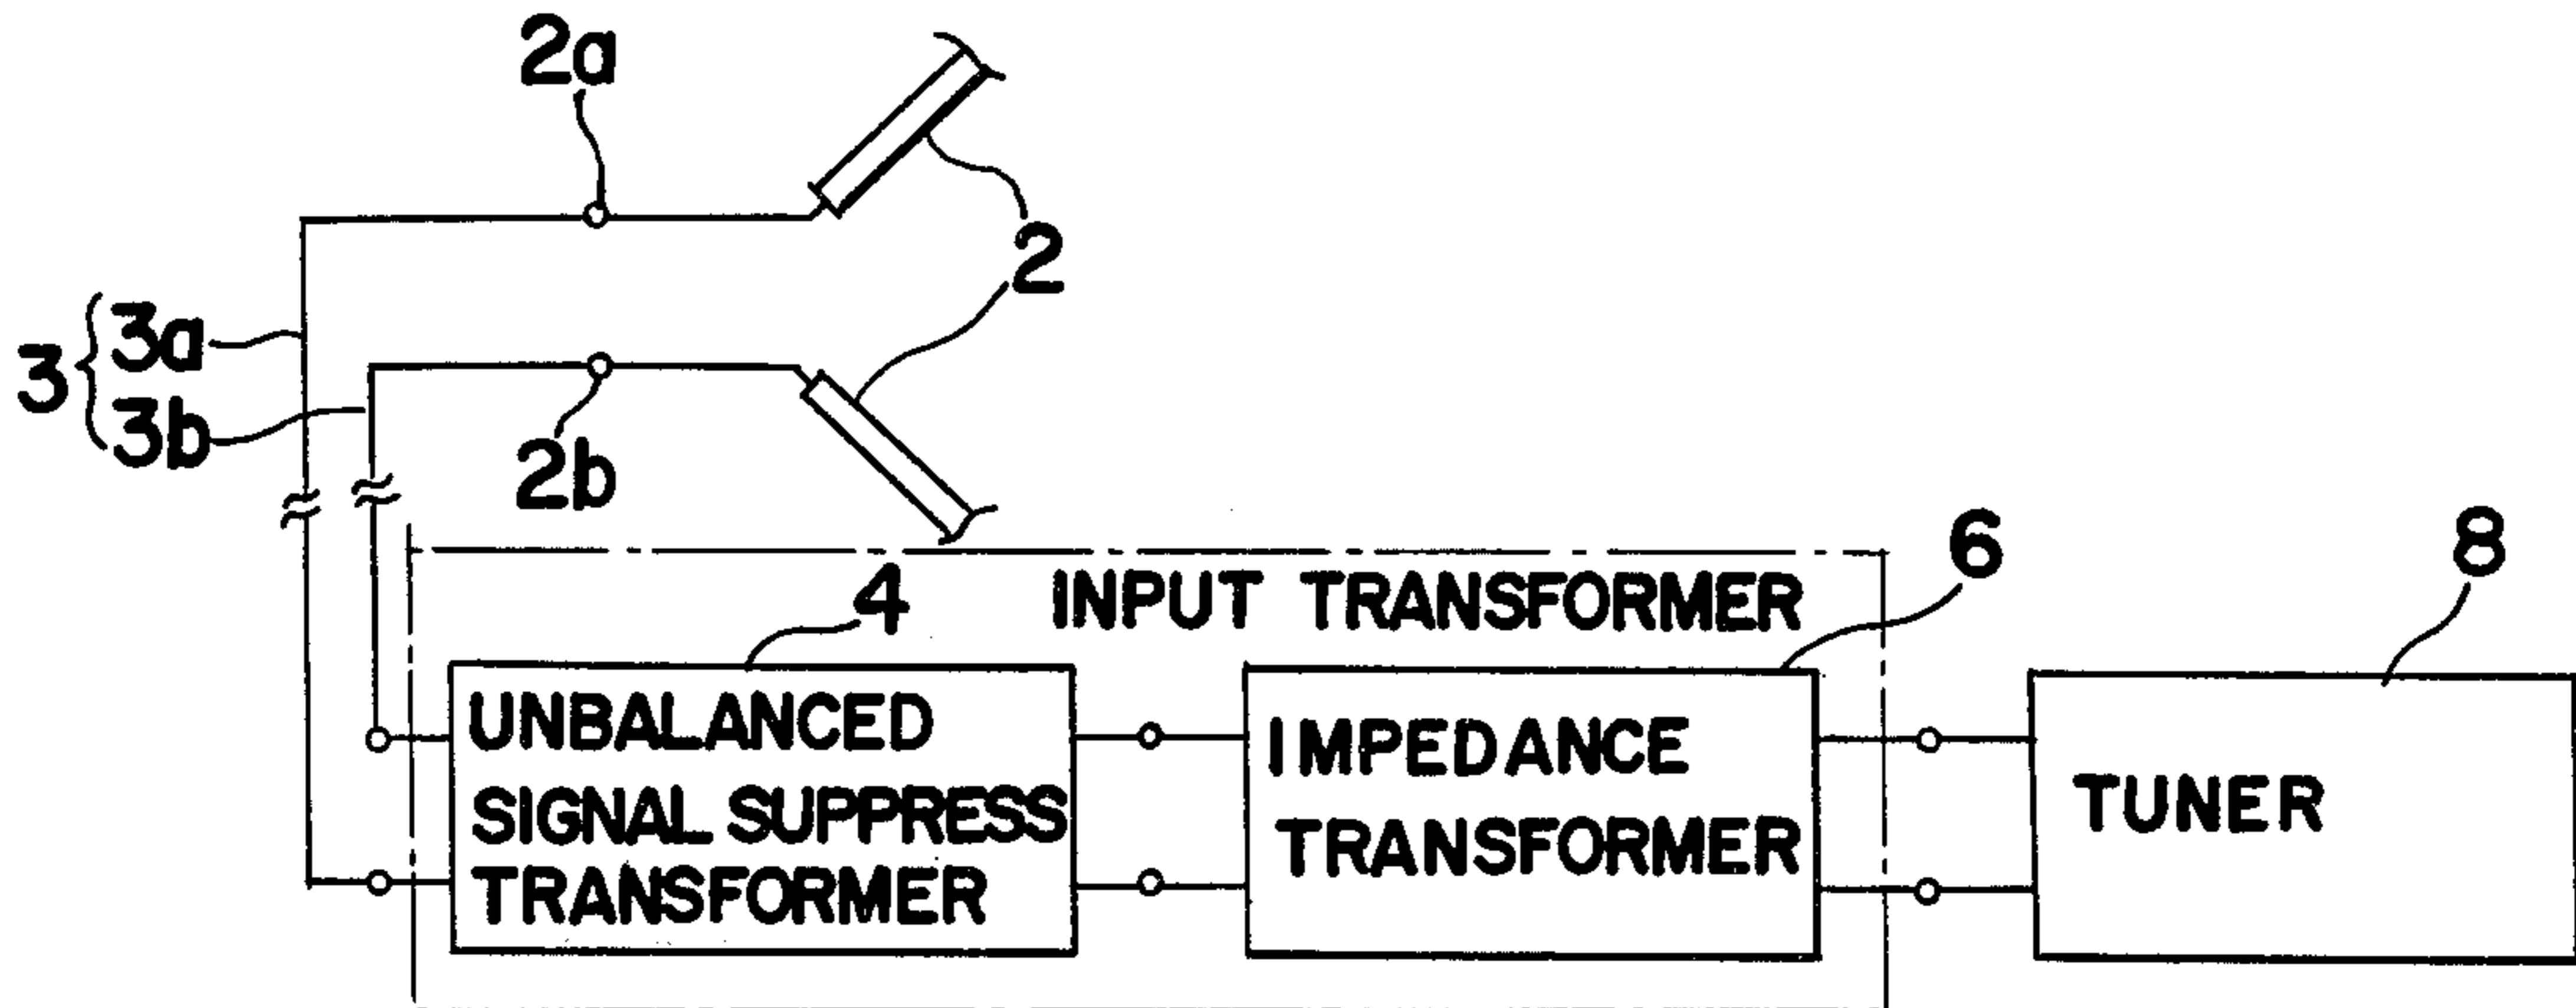 2a
2
3
3a
3b
2b
INPUT TRANSFORMER
4
6
8
UNBALANCED
SIGNAL SUPPRESS
TRANSFORMER
IMPEDANCE
TRANSFORMER
TUNER